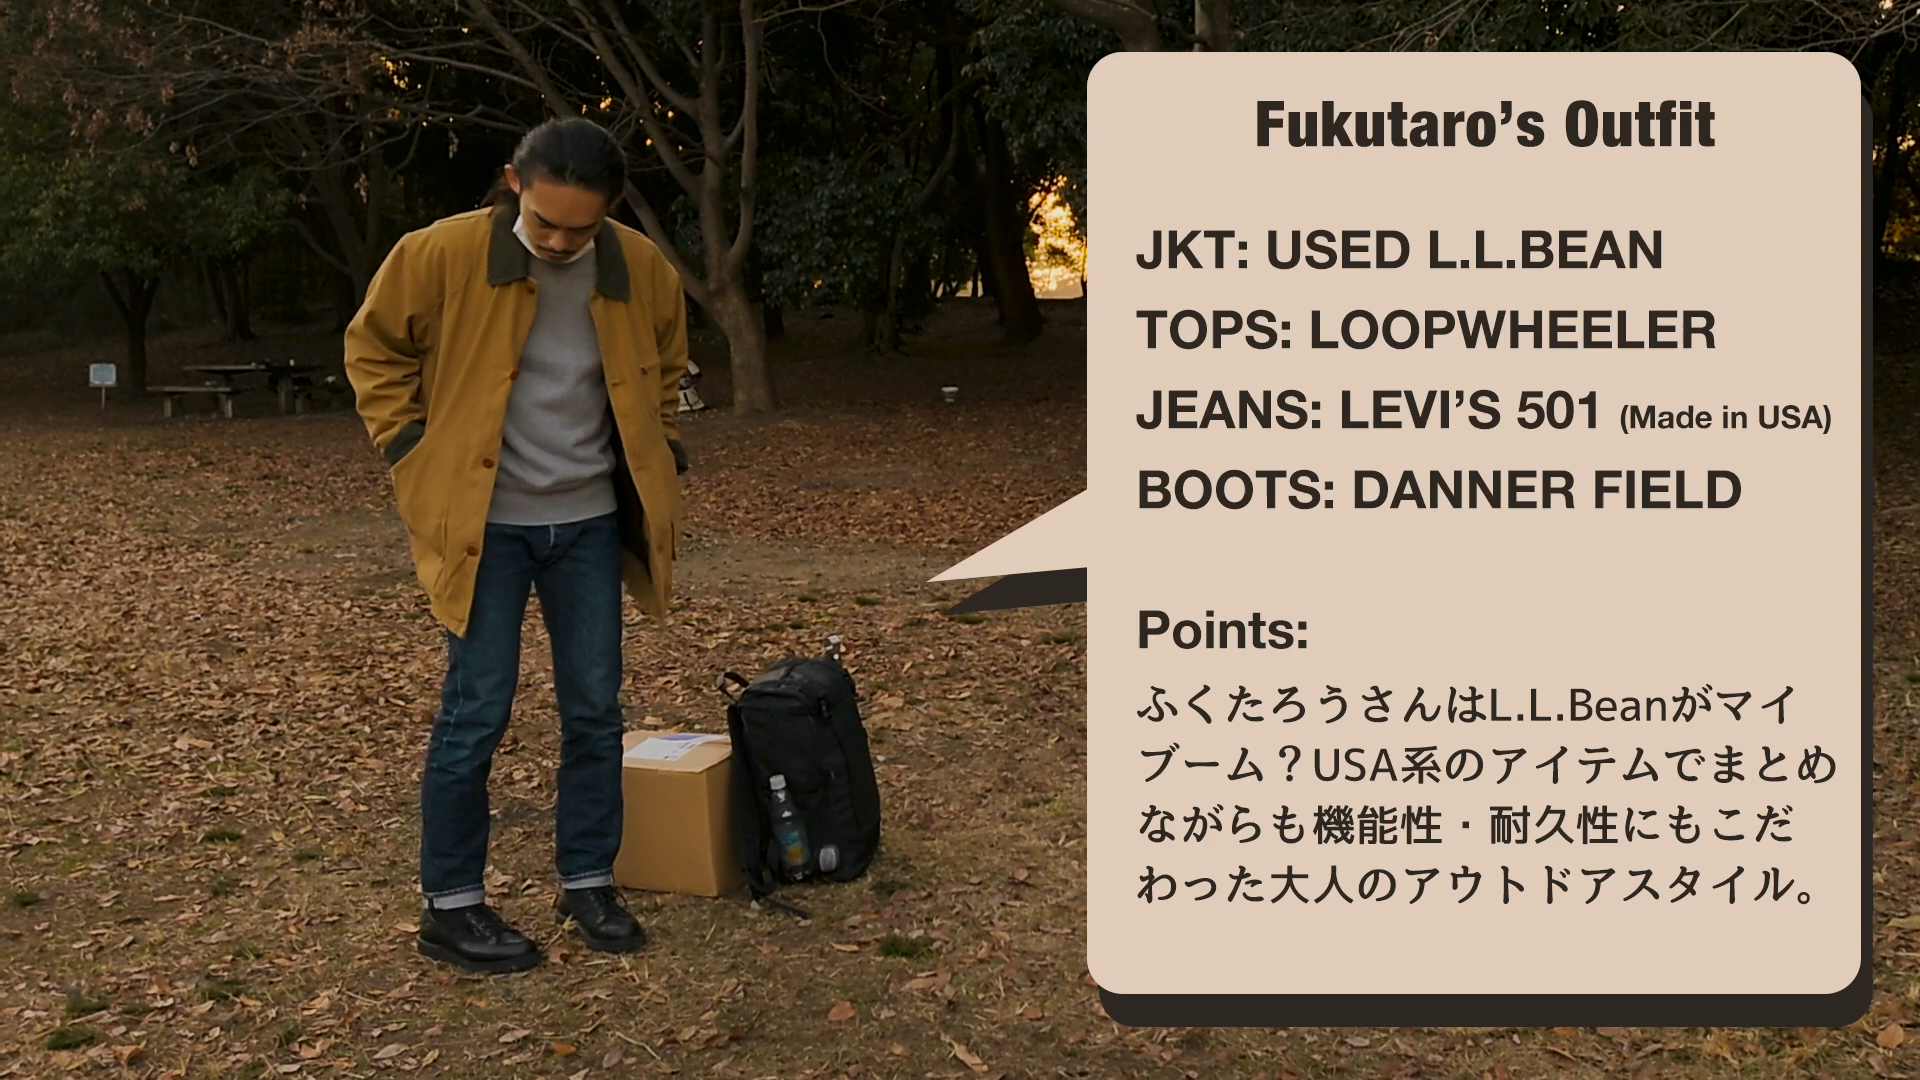 Fukutaro’s Outfit
JKT: USED L.L.BEAN
TOPS: LOOPWHEELER
JEANS: LEVI’S 501 (Made in USA)
BOOTS: DANNER FIELD
Points:
ふくたろうさんはL.L.Beanがマイ
ブーム？USA系のアイテムでまとめ
ながらも機能性・耐久性にもこだ
わった大人のアウトドアスタイル。